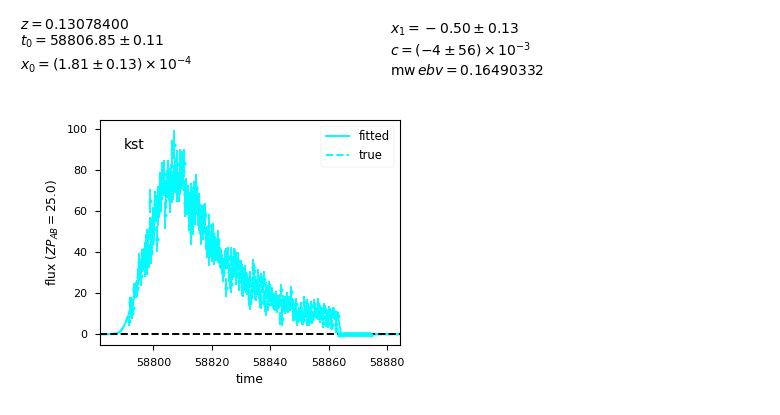 z = 0.13078400
t₀ = 58806.85 ± 0.11
x₀ = (1.81 ± 0.13) × 10⁻⁴
x₁ = −0.50 ± 0.13
c = (−4 ± 56) × 10⁻³
mw ebv = 0.16490332
kst
fitted
true
100
80
60
40
20
0
flux (ZP_AB = 25.0)
58800 58820 58840 58860 58880
time